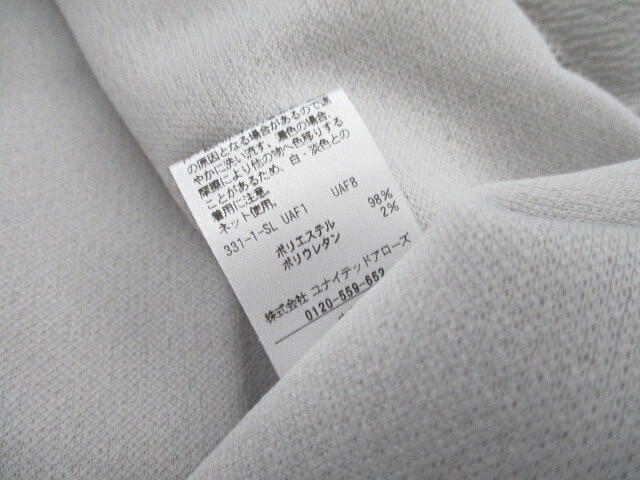 の原因となる場合があるので速
やかに洗い流す。濃色の場合、
摩擦により他の物へ色移りする
ことがあるため、白・淡色との
着用に注意。
ネット使用。
331-1-SL UAF1 UAF8
ポリエステル 98%
ポリウレタン 2%
株式会社 ユナイテッドアローズ
0120-559-652